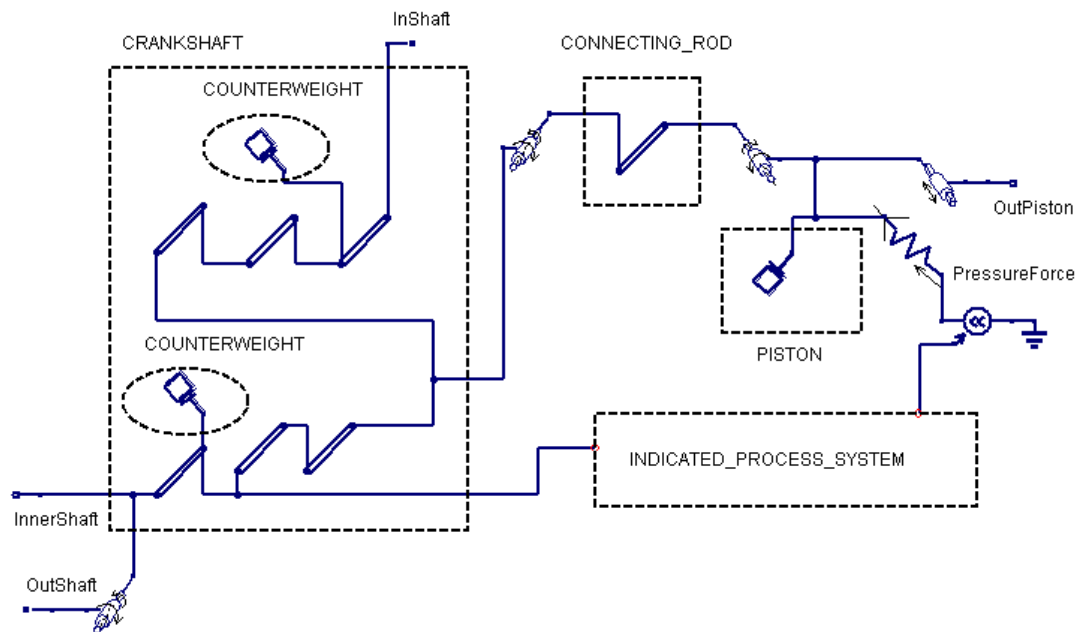 InShaft
CRANKSHAFT
CONNECTING_ROD
COUNTERWEIGHT
OutPiston
PressureForce
COUNTERWEIGHT
PISTON
INDICATED_PROCESS_SYSTEM
InnerShaft
OutShaft